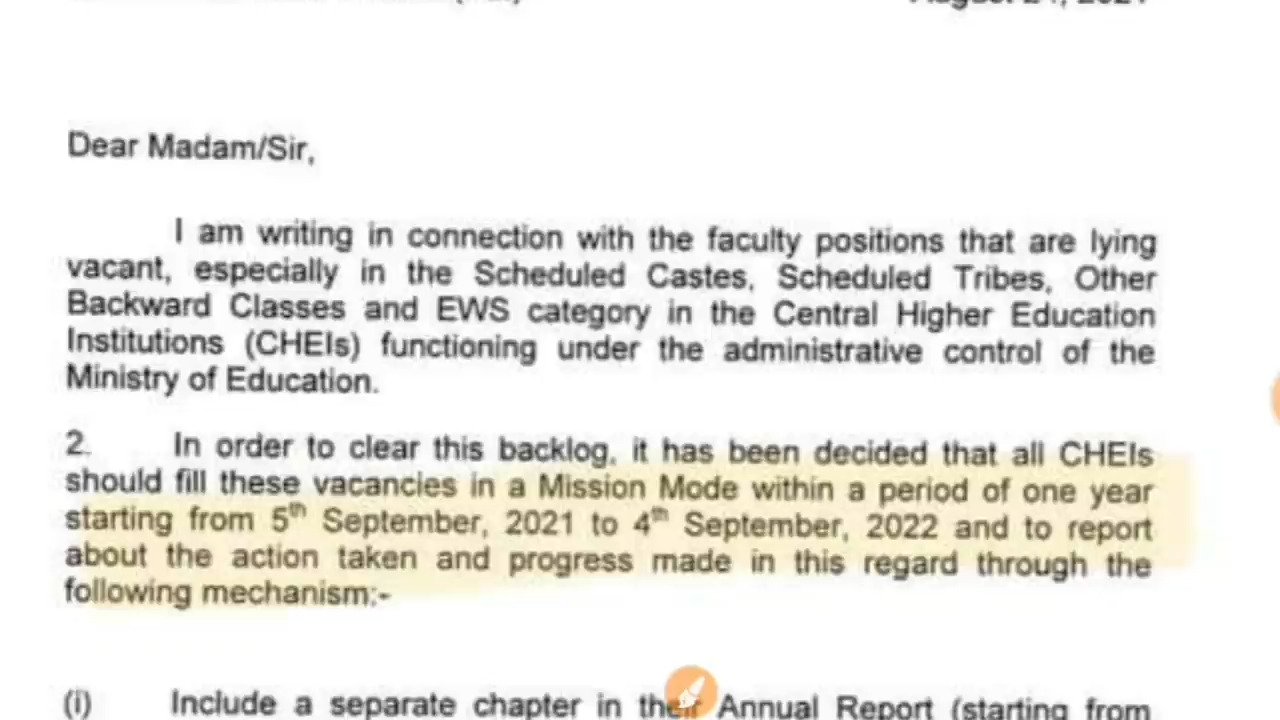 August 24, 2021
Dear Madam/Sir,
I am writing in connection with the faculty positions that are lying
vacant, especially in the Scheduled Castes, Scheduled Tribes, Other
Backward Classes and EWS category in the Central Higher Education
Institutions (CHEIs) functioning under the administrative control of the
Ministry of Education.
2. In order to clear this backlog, it has been decided that all CHEIs
should fill these vacancies in a Mission Mode within a period of one year
starting from 5th September, 2021 to 4th September, 2022 and to report
about the action taken and progress made in this regard through the
following mechanism:-
(i) Include a separate chapter in their Annual Report (starting from